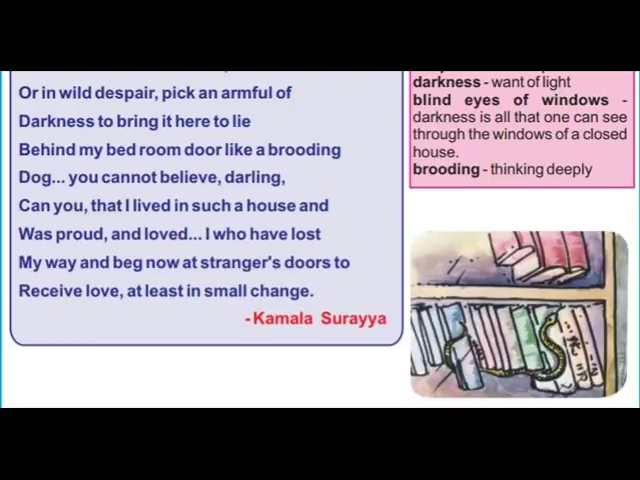 Or in wild despair, pick an armful of
Darkness to bring it here to lie
Behind my bed room door like a brooding
Dog... you cannot believe, darling,
Can you, that I lived in such a house and
Was proud, and loved... I who have lost
My way and beg now at stranger's doors to
Receive love, at least in small change.
- Kamala Surayya
darkness - want of light
blind eyes of windows -
darkness is all that one can see
through the windows of a closed
house.
brooding - thinking deeply